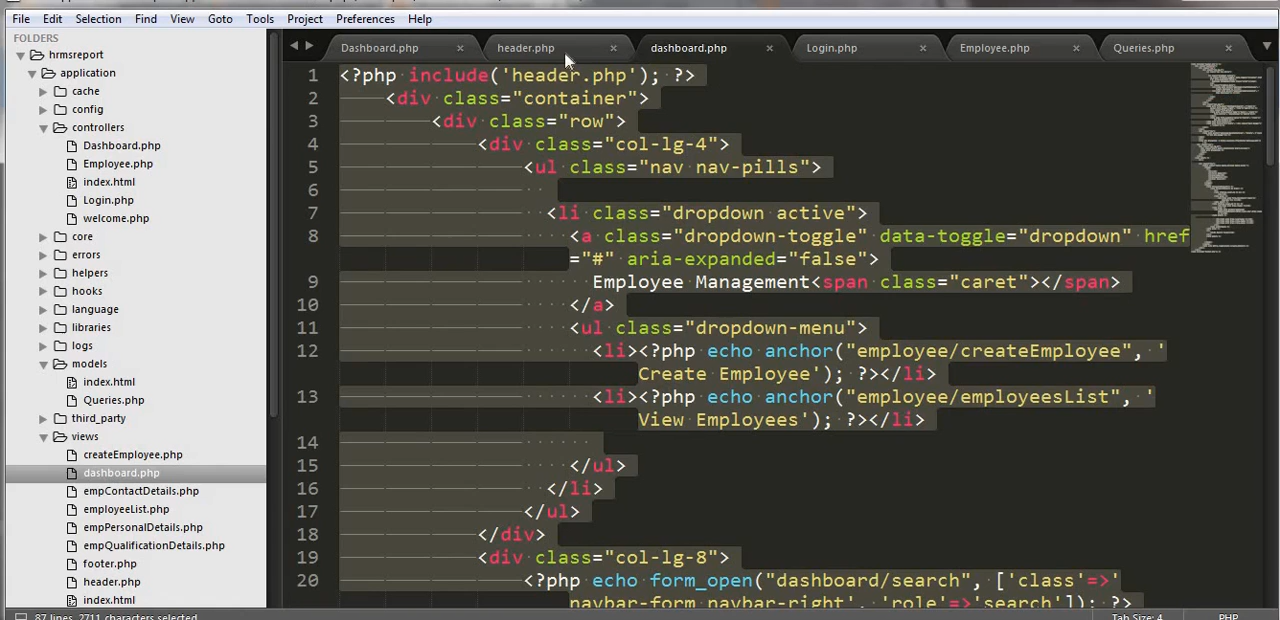 File Edit Selection Find View Goto Tools Project Preferences Help
FOLDERS
hrmsreport
application
cache
config
controllers
Dashboard.php
Employee.php
index.html
Login.php
welcome.php
core
errors
helpers
hooks
language
libraries
logs
models
index.html
Queries.php
third_party
views
createEmployee.php
dashboard.php
empContactDetails.php
employeeList.php
empPersonalDetails.php
empQualificationDetails.php
footer.php
header.php
index.html
Dashboard.php × header.php × dashboard.php × Login.php × Employee.php × Queries.php ×
1 <?php include('header.php'); ?>
2 <div class="container">
3 <div class="row">
4 <div class="col-lg-4">
5 <ul class="nav nav-pills">
6
7 <li class="dropdown active">
8 <a class="dropdown-toggle" data-toggle="dropdown" href
="#" aria-expanded="false">
9 Employee Management<span class="caret"></span>
10 </a>
11 <ul class="dropdown-menu">
12 <li><?php echo anchor("employee/createEmployee", '
Create Employee'); ?></li>
13 <li><?php echo anchor("employee/employeesList", '
View Employees'); ?></li>
14
15 </ul>
16 </li>
17 </ul>
18 </div>
19 <div class="col-lg-8">
20 <?php echo form_open("dashboard/search", ['class'=>'
navbar-form navbar-right', 'role'=>'search']); ?>
87 lines, 2711 characters selected
Tab Size: 4 PHP